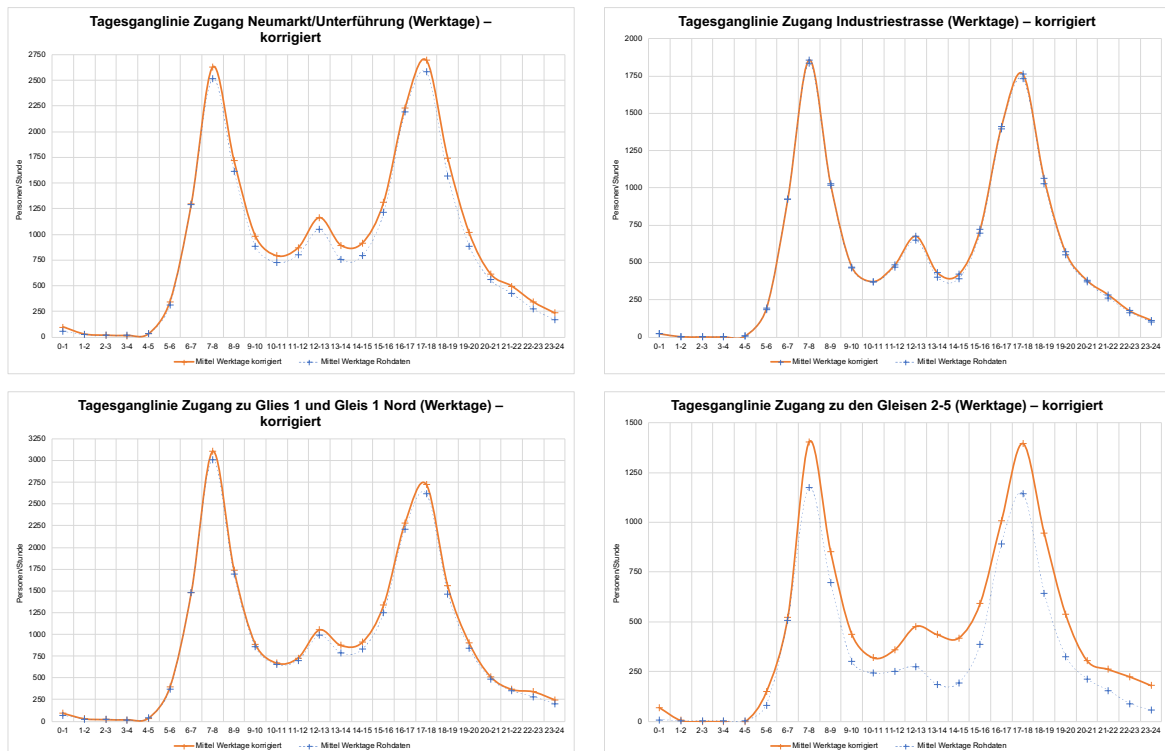 Tagesganglinie Zugang Neumarkt/Unterführung (Werktage) –
korrigiert
Personen/Stunde
2750
2500
2250
2000
1750
1500
1250
1000
750
500
250
0
0-1 1-2 2-3 3-4 4-5 5-6 6-7 7-8 8-9 9-10 10-11 11-12 12-13 13-14 14-15 15-16 16-17 17-18 18-19 19-20 20-21 21-22 22-23 23-24
Mittel Werktage korrigiert Mittel Werktage Rohdaten
Tagesganglinie Zugang Industriestrasse (Werktage) – korrigiert
Personen/Stunde
2000
1750
1500
1250
1000
750
500
250
0
0-1 1-2 2-3 3-4 4-5 5-6 6-7 7-8 8-9 9-10 10-11 11-12 12-13 13-14 14-15 15-16 16-17 17-18 18-19 19-20 20-21 21-22 22-23 23-24
Mittel Werktage korrigiert Mittel Werktage Rohdaten
Tagesganglinie Zugang zu Glies 1 und Gleis 1 Nord (Werktage) –
korrigiert
Personen/Stunde
3250
3000
2750
2500
2250
2000
1750
1500
1250
1000
750
500
250
0
0-1 1-2 2-3 3-4 4-5 5-6 6-7 7-8 8-9 9-10 10-11 11-12 12-13 13-14 14-15 15-16 16-17 17-18 18-19 19-20 20-21 21-22 22-23 23-24
Mittel Werktage korrigiert Mittel Werktage Rohdaten
Tagesganglinie Zugang zu den Gleisen 2-5 (Werktage) – korrigiert
Personen/Stunde
1500
1250
1000
750
500
250
0
0-1 1-2 2-3 3-4 4-5 5-6 6-7 7-8 8-9 9-10 10-11 11-12 12-13 13-14 14-15 15-16 16-17 17-18 18-19 19-20 20-21 21-22 22-23 23-24
Mittel Werktage korrigiert Mittel Werktage Rohdaten